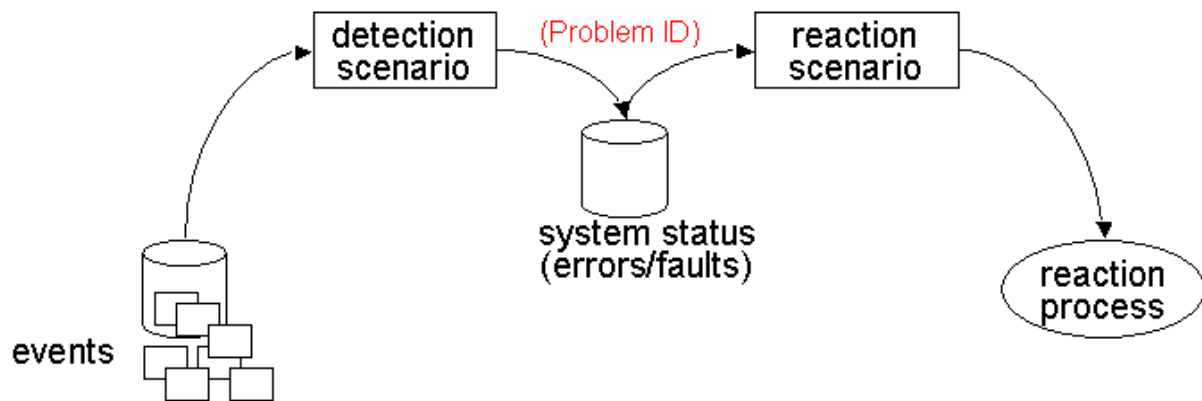 detection
scenario
(Problem ID)
reaction
scenario
system status
(errors/faults)
reaction
process
events